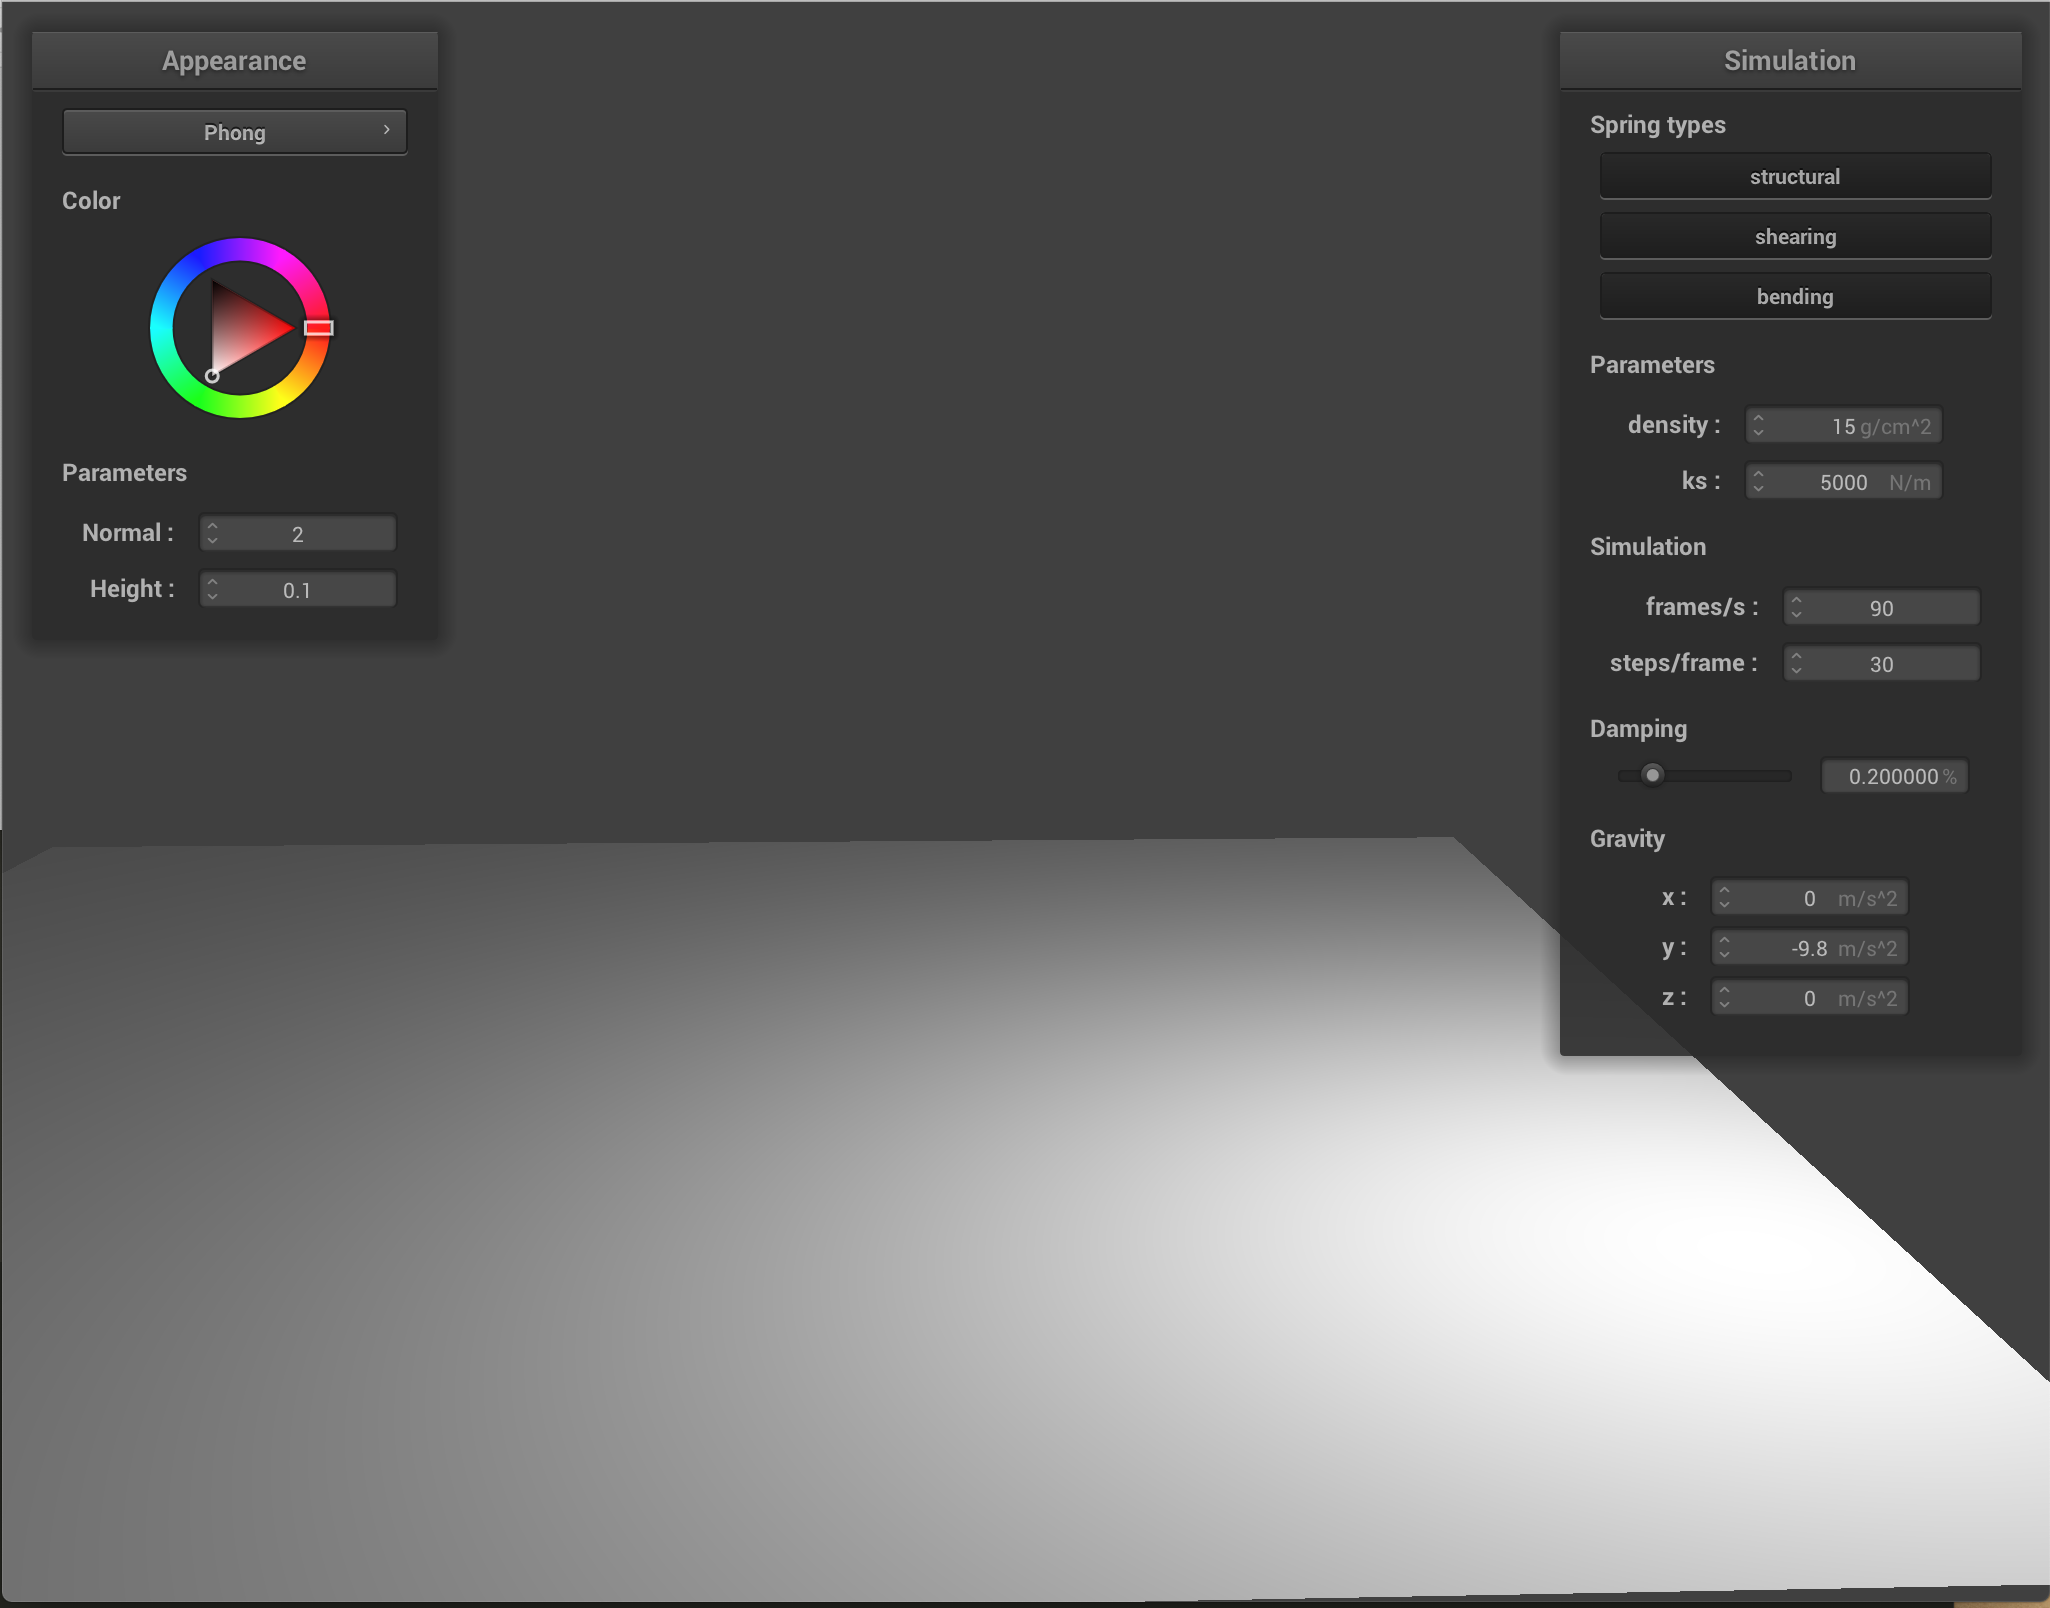 Appearance
Phong
Color
Parameters
Normal : 2
Height : 0.1
Simulation
Spring types
structural
shearing
bending
Parameters
density : 15 g/cm^2
ks : 5000 N/m
Simulation
frames/s : 90
steps/frame : 30
Damping
0.200000 %
Gravity
x : 0 m/s^2
y : -9.8 m/s^2
z : 0 m/s^2